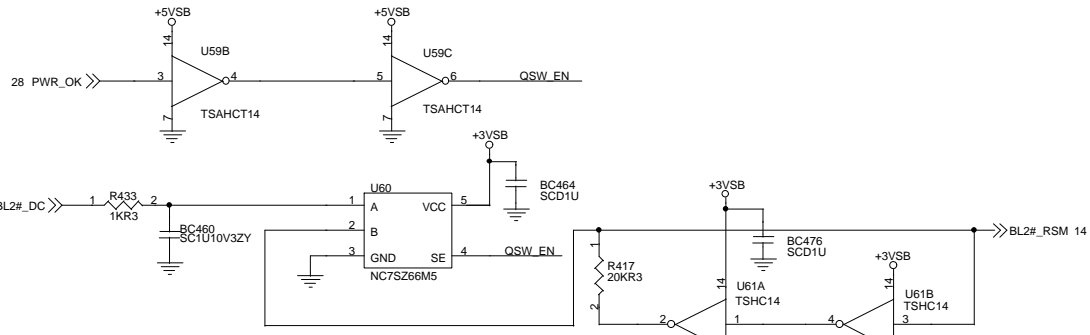 +5VSB
+5VSB
14
U59B
14
U59C
28 PWR_OK
3
4
5
6
QSW_EN
TSAHCT14
TSAHCT14
7
7
+3VSB
BL2#_DC
1
R433
2
1KR3
BC460
SC1U10V3ZY
U60
1
A
VCC
5
2
B
3
GND
SE
4
QSW_EN
NC7SZ66M5
BC464
SCD1U
+3VSB
BC476
SCD1U
BL2#_RSM 14
1
R417
20KR3
2
+3VSB
14
U61A
TSHC14
14
U61B
TSHC14
2
1
4
3